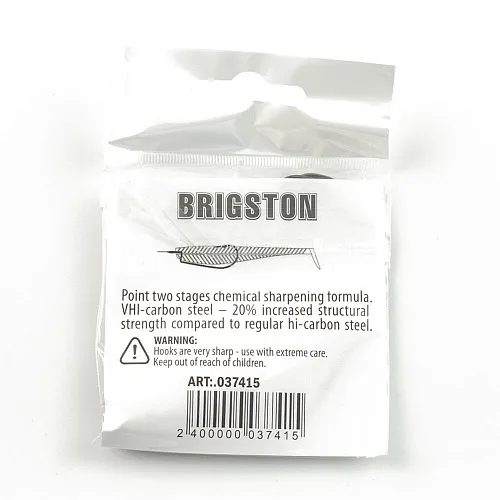 BRIGSTON
Point two stages chemical sharpening formula.
VHI-carbon steel – 20% increased structural
strength compared to regular hi-carbon steel.
WARNING:
Hooks are very sharp - use with extreme care.
Keep out of reach of children.
ART:.037415
2 400000 037415